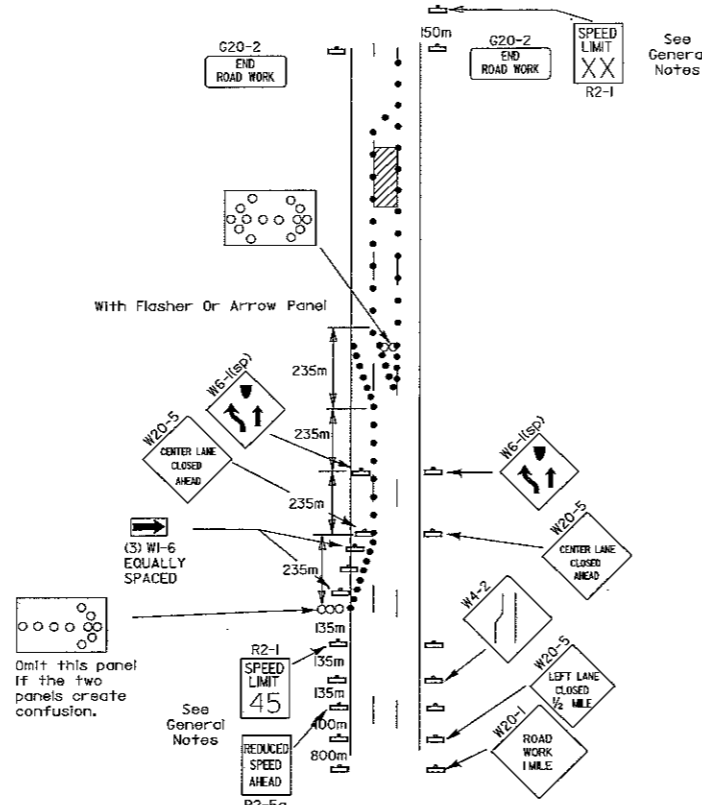 150m
G20-2
END
ROAD WORK
G20-2
END
ROAD WORK
SPEED
LIMIT
XX
R2-1
See
General
Notes
With Flasher Or Arrow Panel
235m
W6-1(sp)
235m
W20-5
CENTER LANE
CLOSED
AHEAD
235m
W6-1(sp)
(3) W1-6
EQUALLY
SPACED
235m
W20-5
CENTER LANE
CLOSED
AHEAD
Omit this panel
if the two
panels create
confusion.
135m
R2-1
SPEED
LIMIT
45
135m
W4-2
135m
See
General
Notes
W20-5
LEFT LANE
CLOSED
1/2 MILE
400m
REDUCED
SPEED
AHEAD
R2-5a
800m
W20-1
ROAD
WORK
1 MILE